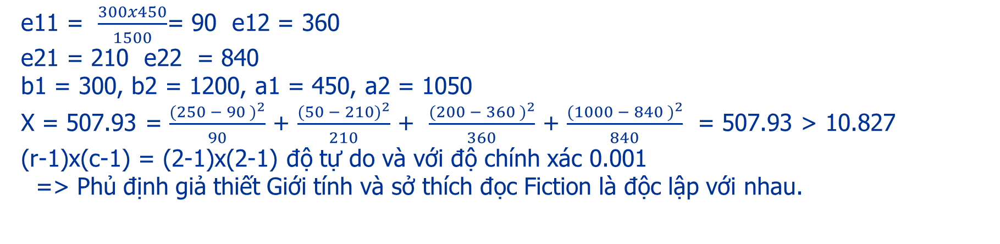 e11 = \frac{300x450}{1500} = 90 e12 = 360
e21 = 210 e22 = 840
b1 = 300, b2 = 1200, a1 = 450, a2 = 1050
X = 507.93 = \frac{(250 − 90 )^2}{90} + \frac{(50 − 210)^2}{210} + \frac{(200 − 360 )^2}{360} + \frac{(1000 − 840 )^2}{840} = 507.93 > 10.827
(r-1)x(c-1) = (2-1)x(2-1) độ tự do và với độ chính xác 0.001
=> Phủ định giả thiết Giới tính và sở thích đọc Fiction là độc lập với nhau.